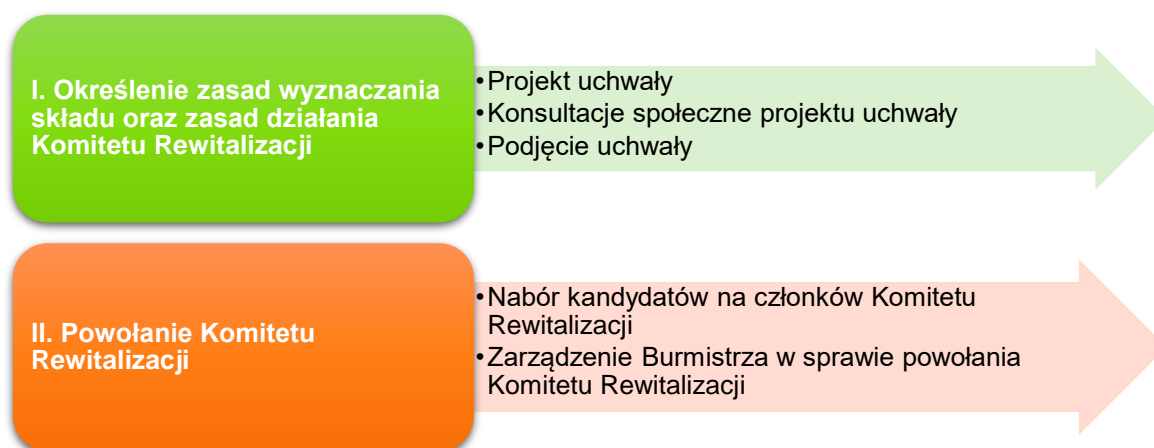 I. Określenie zasad wyznaczania
składu oraz zasad działania
Komitetu Rewitalizacji
•Projekt uchwały
•Konsultacje społeczne projektu uchwały
•Podjęcie uchwały
II. Powołanie Komitetu
Rewitalizacji
•Nabór kandydatów na członków Komitetu
Rewitalizacji
•Zarządzenie Burmistrza w sprawie powołania
Komitetu Rewitalizacji